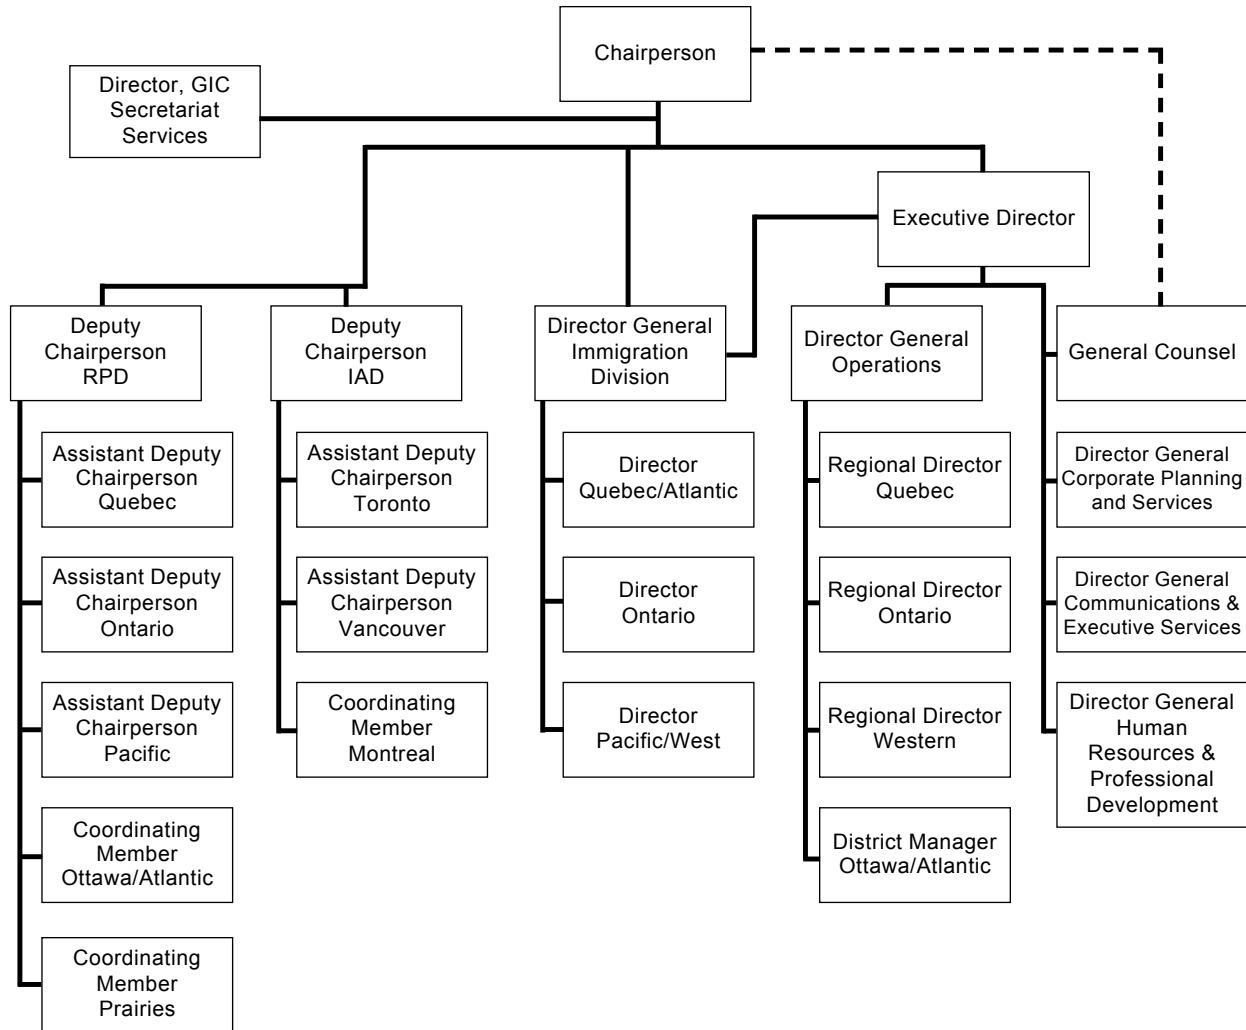 Chairperson
Director, GIC
Secretariat
Services
Executive Director
Deputy
Chairperson
RPD
Deputy
Chairperson
IAD
Director General
Immigration
Division
Director General
Operations
General Counsel
Assistant Deputy
Chairperson
Quebec
Assistant Deputy
Chairperson
Toronto
Director
Quebec/Atlantic
Regional Director
Quebec
Director General
Corporate Planning
and Services
Assistant Deputy
Chairperson
Ontario
Assistant Deputy
Chairperson
Vancouver
Director
Ontario
Regional Director
Ontario
Director General
Communications &
Executive Services
Assistant Deputy
Chairperson
Pacific
Coordinating
Member
Montreal
Director
Pacific/West
Regional Director
Western
Director General
Human
Resources &
Professional
Development
Coordinating
Member
Ottawa/Atlantic
District Manager
Ottawa/Atlantic
Coordinating
Member
Prairies